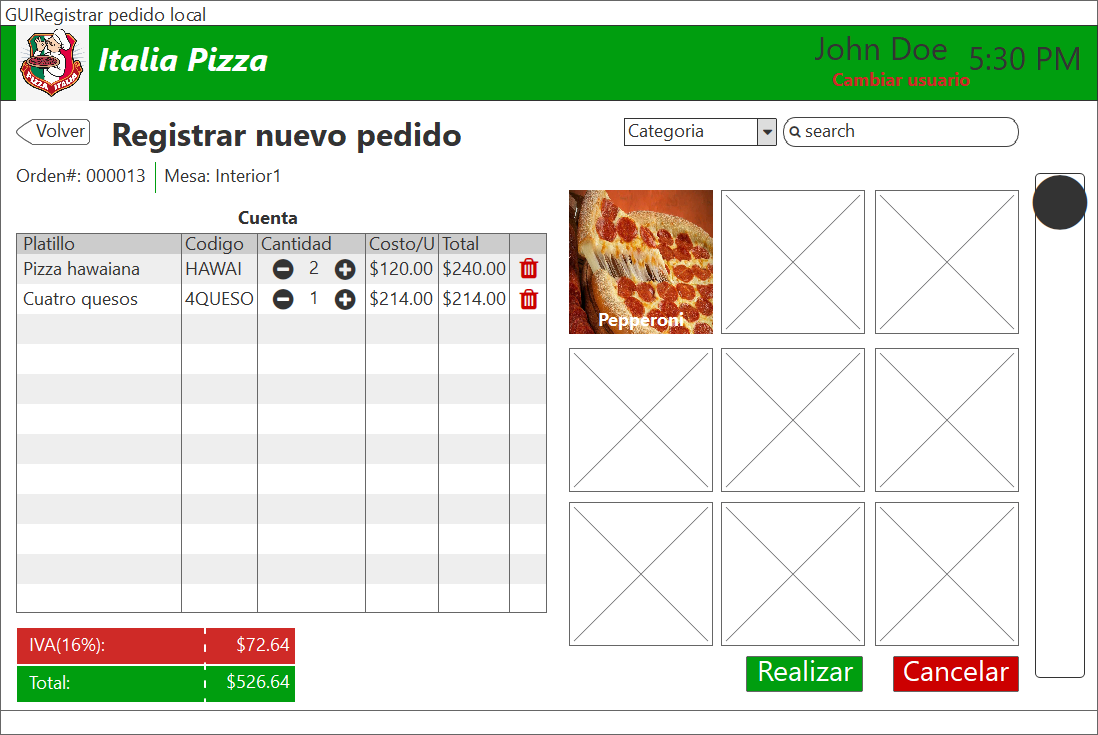 GUIRegistrar pedido local
PIZZA ITALIA
Italia Pizza
John Doe
5:30 PM
Cambiar usuario
Volver
Registrar nuevo pedido
Categoria
search
Orden#: 000013
Mesa: Interior1
Cuenta
Platillo Codigo Cantidad Costo/U Total
Pizza hawaiana HAWAI 2 $120.00 $240.00
Cuatro quesos 4QUESO 1 $214.00 $214.00
Pepperoni
IVA(16%): $72.64
Total: $526.64
Realizar
Cancelar